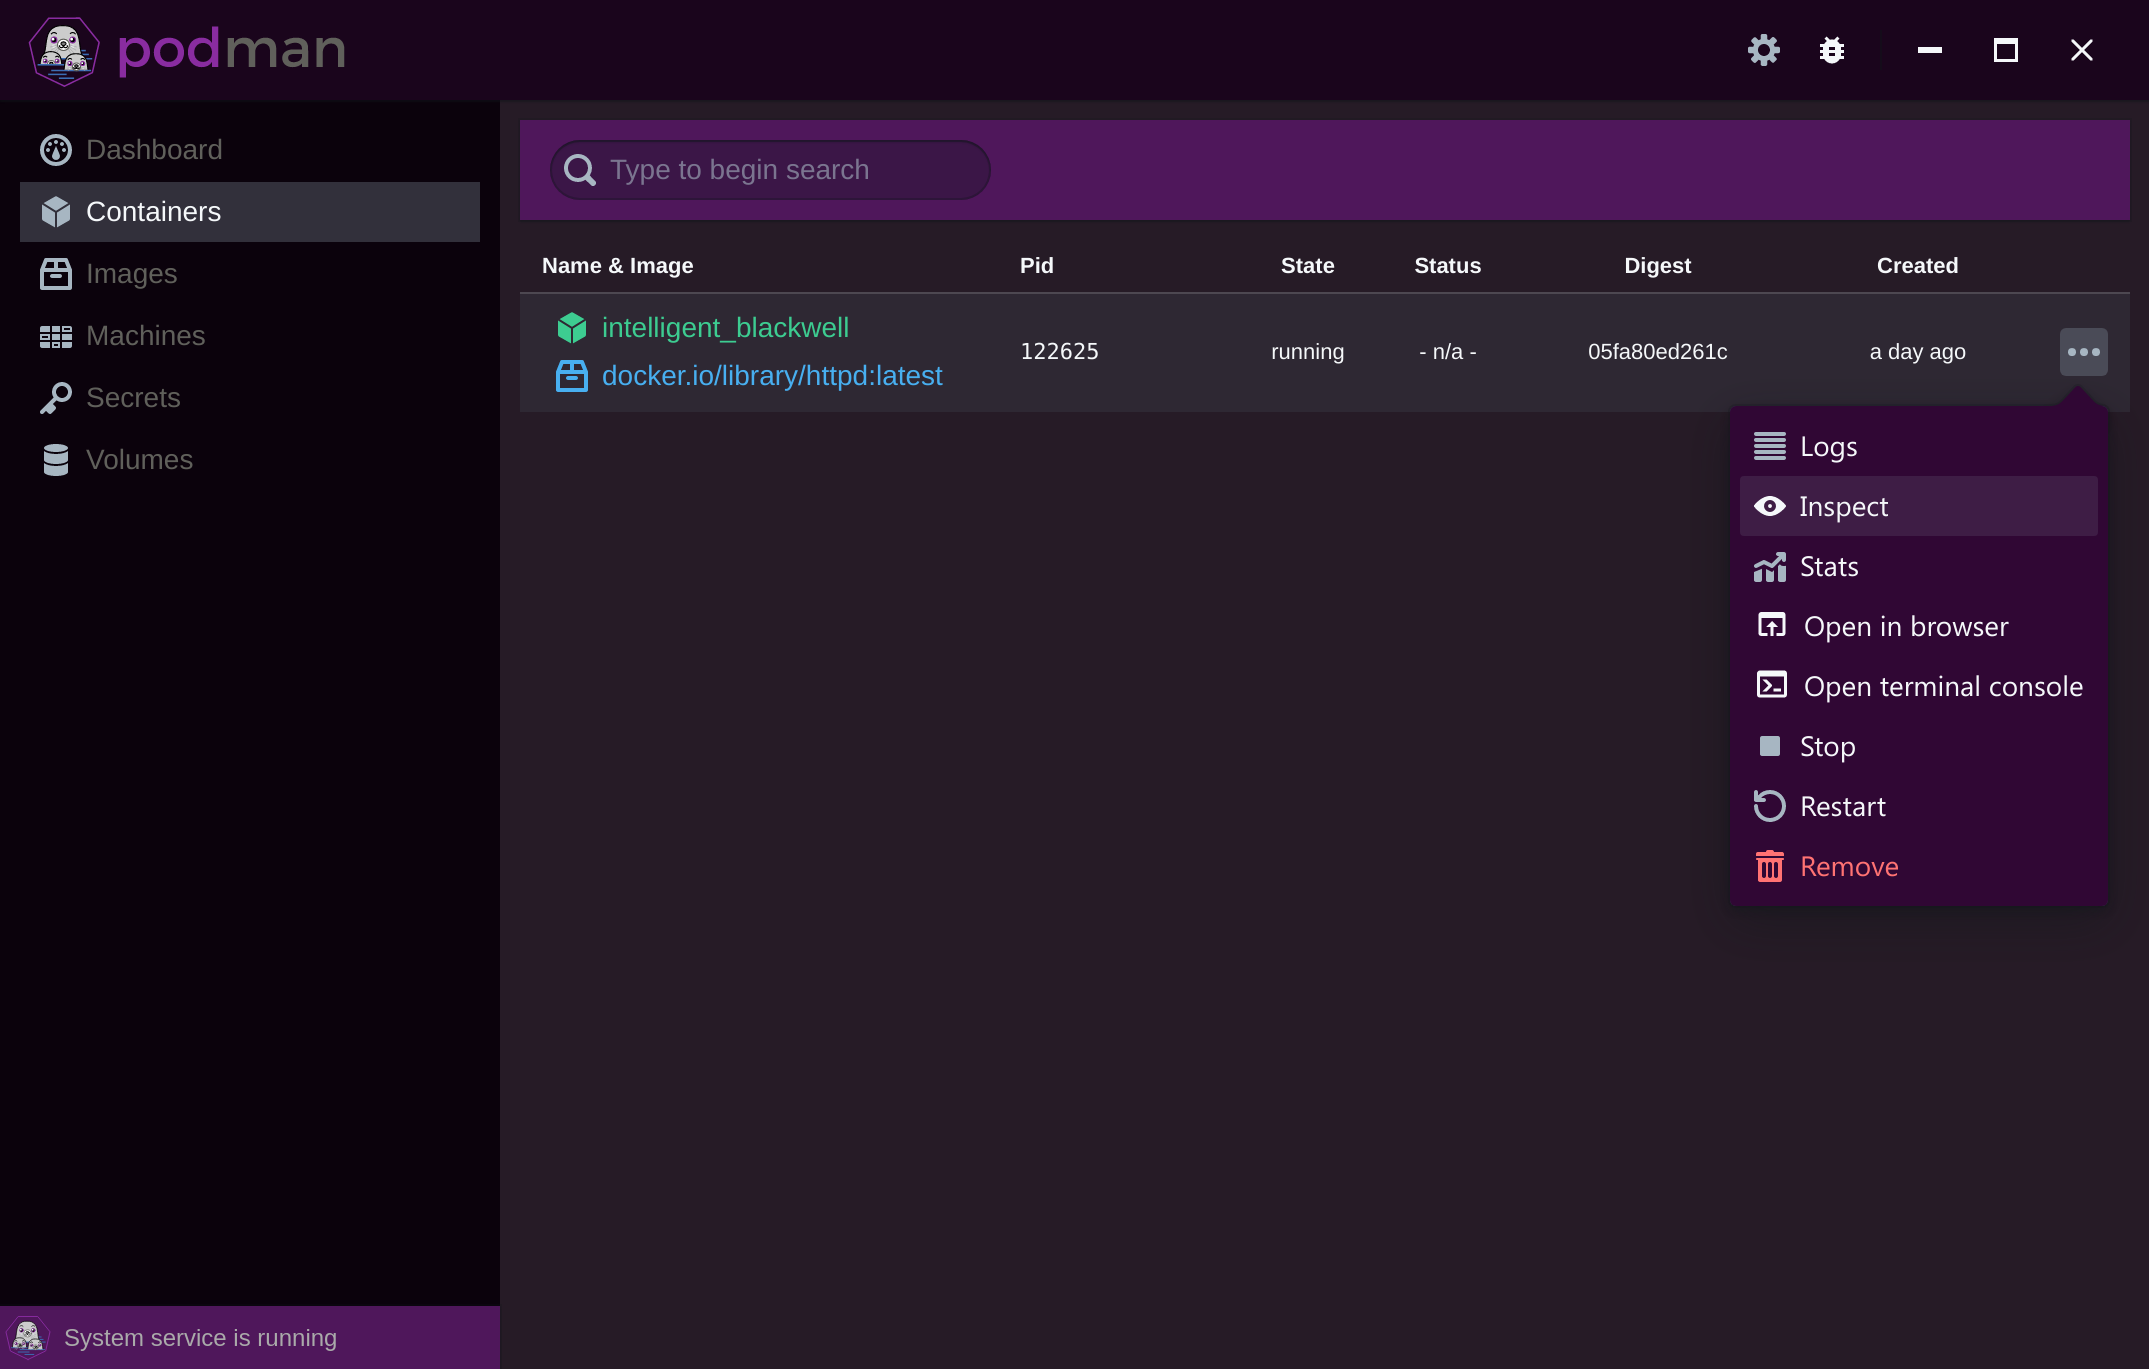 podman
Dashboard
Containers
Images
Machines
Secrets
Volumes
Type to begin search
Name & Image Pid State Status Digest Created
intelligent_blackwell
docker.io/library/httpd:latest
122625 running - n/a - 05fa80ed261c a day ago
Logs
Inspect
Stats
Open in browser
Open terminal console
Stop
Restart
Remove
System service is running